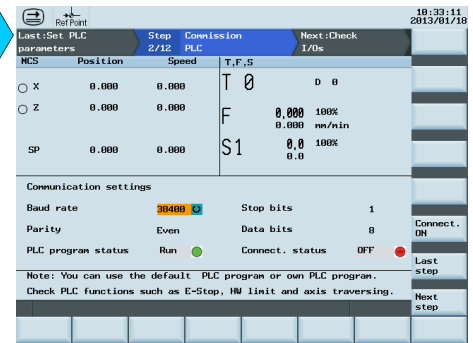 Ref Point
10:33:11
2013/01/18
Last:Set PLC parameters
Step 2/12
Commission PLC
Next:Check I/Os
MCS Position Speed T,F,S
X 0.000 0.000 T 0 D 0
Z 0.000 0.000 F 0.000 100%
0.000 mm/min
SP 0.000 0.000 S1 0.0 100%
0.0
Communication settings
Baud rate 38400 Stop bits 1
Parity Even Data bits 8
PLC program status Run Connect. status OFF
Note: You can use the default PLC program or own PLC program.
Check PLC functions such as E-Stop, HW limit and axis traversing.
Connect.
ON
Last
step
Next
step